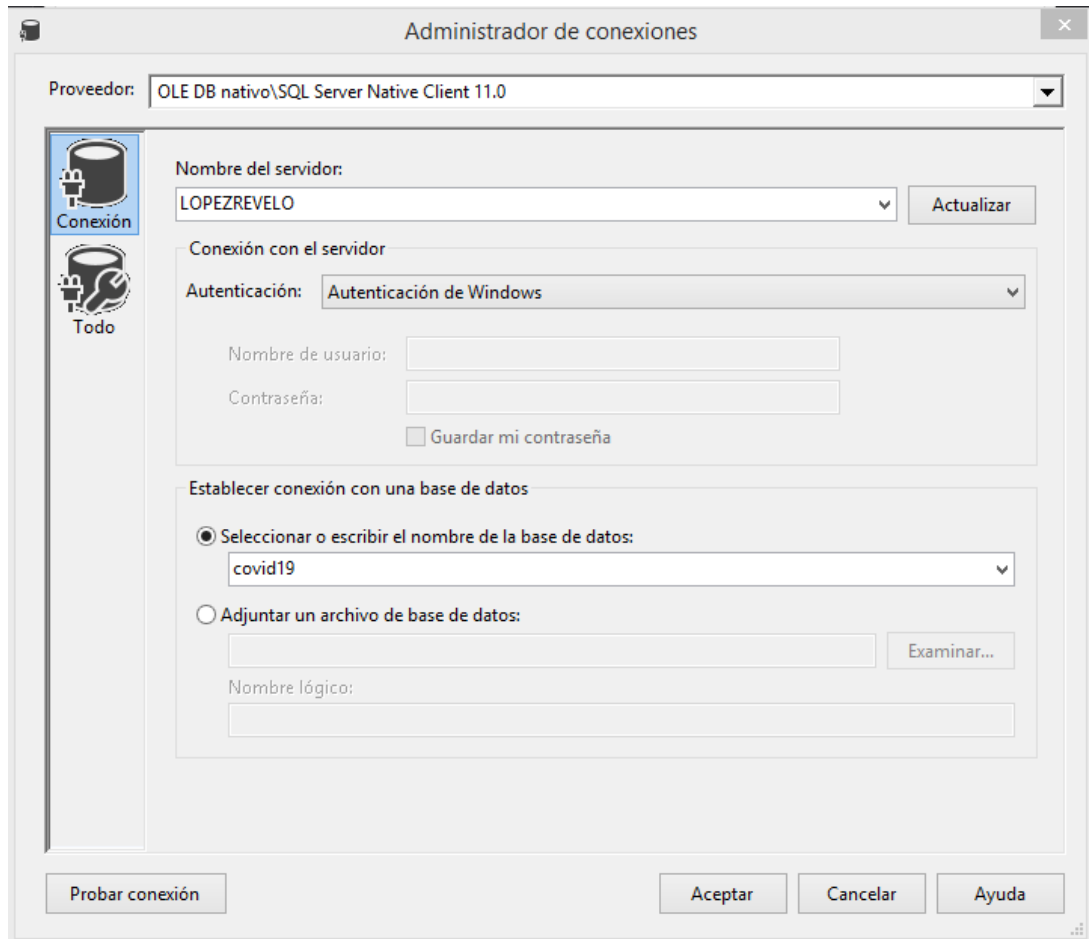 Administrador de conexiones
Proveedor: OLE DB nativo\SQL Server Native Client 11.0
Conexión
Todo
Nombre del servidor:
LOPEZREVELO Actualizar
Conexión con el servidor
Autenticación: Autenticación de Windows
Nombre de usuario:
Contraseña:
Guardar mi contraseña
Establecer conexión con una base de datos
Seleccionar o escribir el nombre de la base de datos:
covid19
Adjuntar un archivo de base de datos:
Examinar...
Nombre lógico:
Probar conexión Aceptar Cancelar Ayuda